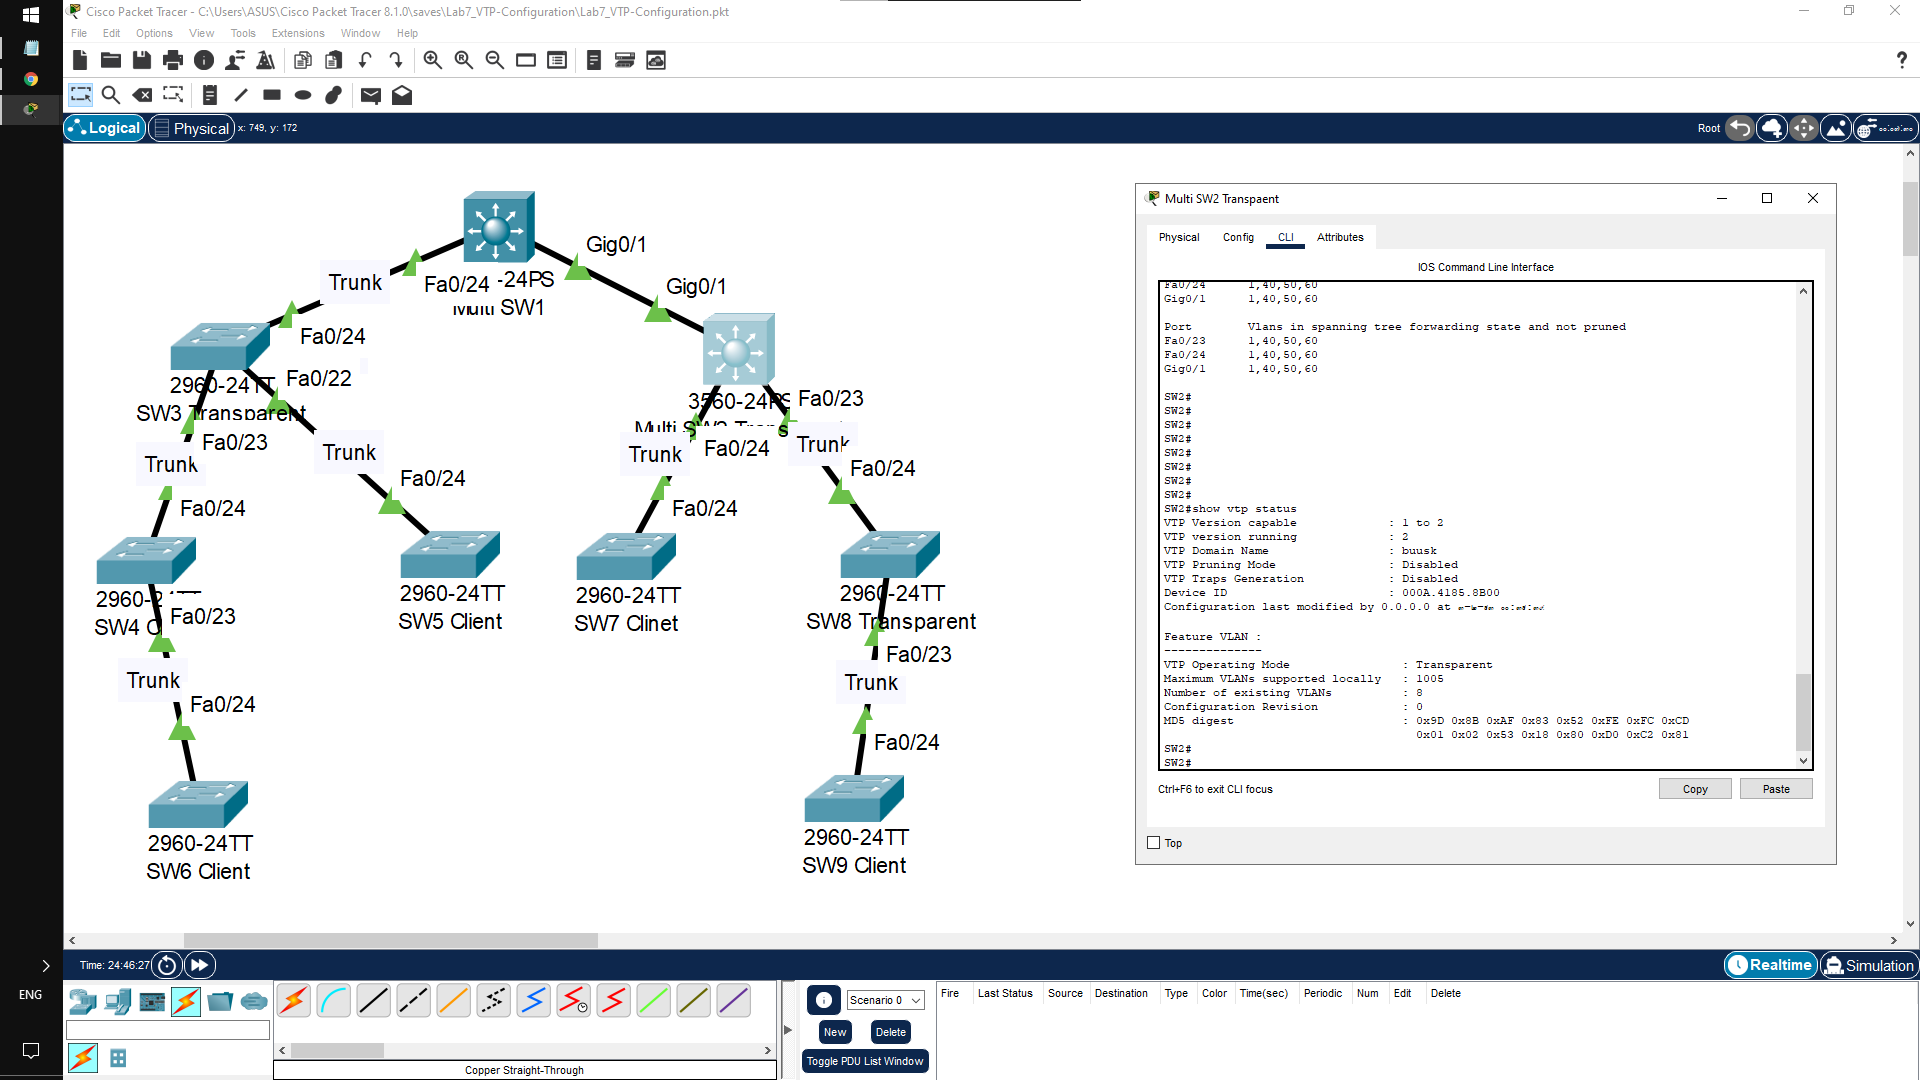 Cisco Packet Tracer - C:\Users\ASUS\Cisco Packet Tracer 8.1.0\saves\Lab7_VTP-Configuration\Lab7_VTP-Configuration.pkt
File Edit Options View Tools Extensions Window Help
?
Logical Physical x: 749, y: 172 Root
Gig0/1
Trunk
Fa0/24 -24PS
Multi SW1
Gig0/1
Fa0/24
2960-24TT
Fa0/22
SW3 Transparent
Fa0/23
Trunk
Trunk
Fa0/24
Fa0/24
3560-24PS
Fa0/23
Multi SW2
Fa0/24
Trunk
Trunk
Fa0/24
Fa0/24
2960-
Fa0/23
SW4 C
2960-24TT
SW5 Client
2960-24TT
SW7 Clinet
2960-24TT
SW8 Transparent
Fa0/23
Trunk
Trunk
Fa0/24
Fa0/24
2960-24TT
SW6 Client
2960-24TT
SW9 Client
Multi SW2 Transpaent
Physical Config CLI Attributes
IOS Command Line Interface
Fa0/24 1,40,50,60
Gig0/1 1,40,50,60
Port Vlans in spanning tree forwarding state and not pruned
Fa0/23 1,40,50,60
Fa0/24 1,40,50,60
Gig0/1 1,40,50,60
SW2#
SW2#
SW2#
SW2#
SW2#
SW2#
SW2#
SW2#
SW2#show vtp status
VTP Version capable : 1 to 2
VTP version running : 2
VTP Domain Name : buusk
VTP Pruning Mode : Disabled
VTP Traps Generation : Disabled
Device ID : 000A.4185.8B00
Configuration last modified by 0.0.0.0 at
Feature VLAN :
--------------
VTP Operating Mode : Transparent
Maximum VLANs supported locally : 1005
Number of existing VLANs : 8
Configuration Revision : 0
MD5 digest : 0x9D 0x8B 0xAF 0x83 0x52 0xFE 0xFC 0xCD
0x01 0x02 0x53 0x18 0x80 0xD0 0xC2 0x81
SW2#
SW2#
Ctrl+F6 to exit CLI focus
Copy Paste
Top
Time: 24:46:27
Realtime Simulation
ENG
Scenario 0
New Delete
Toggle PDU List Window
Fire Last Status Source Destination Type Color Time(sec) Periodic Num Edit Delete
Copper Straight-Through